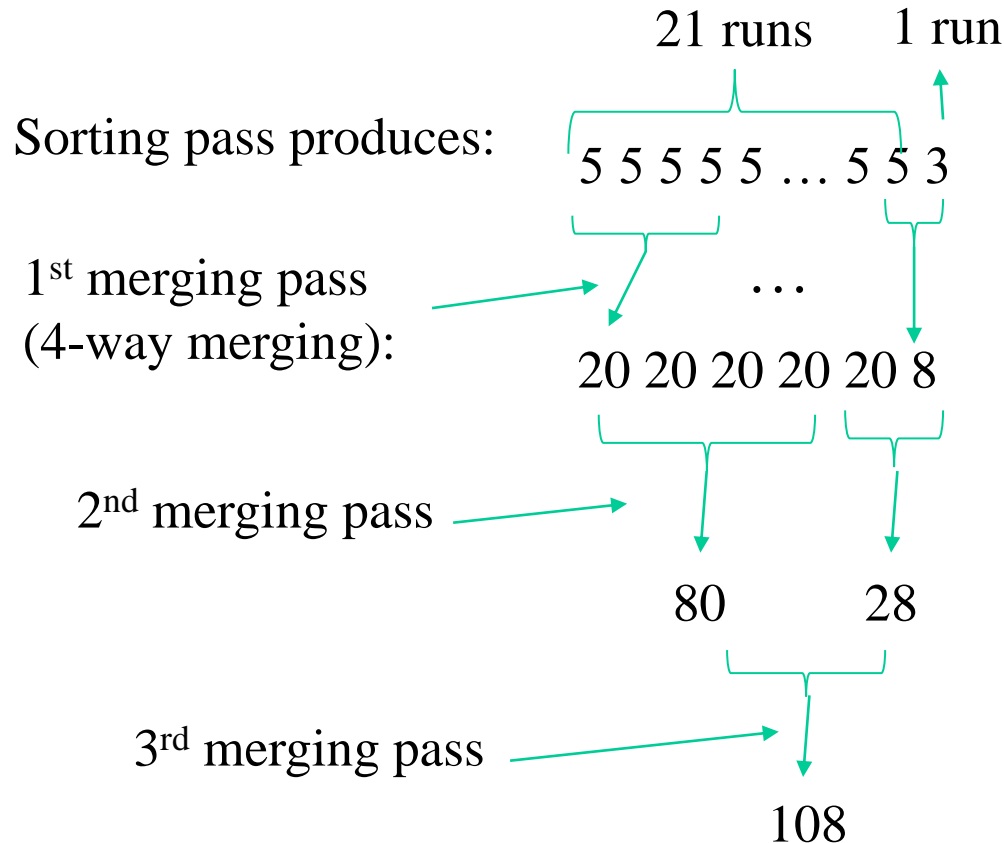 21 runs 1 run
Sorting pass produces:
5 5 5 5 5 … 5 5 3
1st merging pass
(4-way merging):
…
20 20 20 20 20 8
2nd merging pass
80 28
3rd merging pass
108